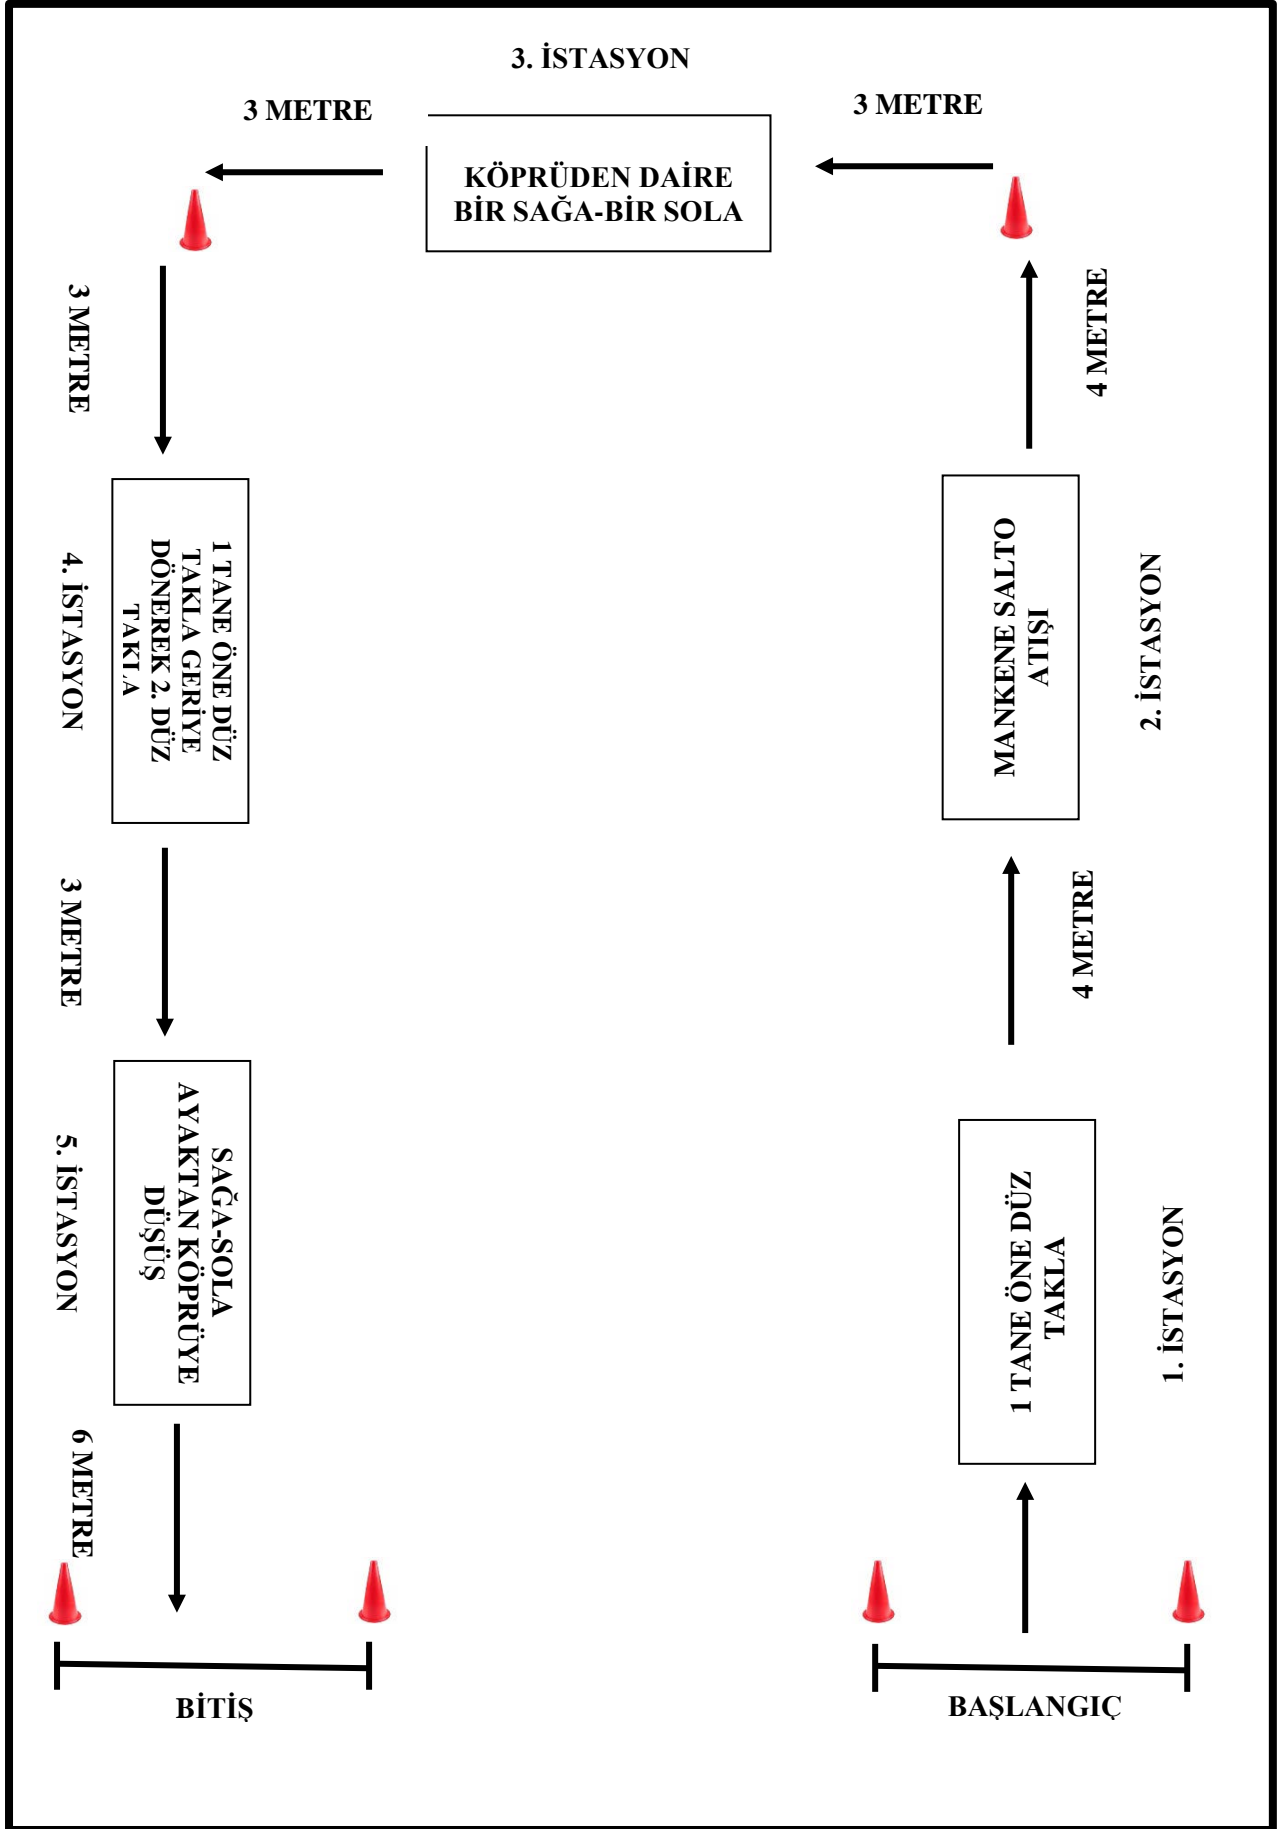 3. İSTASYON
3 METRE
3 METRE
KÖPRÜDEN DAİRE
BİR SAĞA-BİR SOLA
3 METRE
4 METRE
4. İSTASYON
1 TANE ÖNE DÜZ
TAKLA GERİYE
DÖNEREK 2. DÜZ
TAKLA
MANKENE SALTO
ATIŞI
2. İSTASYON
3 METRE
4 METRE
5. İSTASYON
SAĞA-SOLA
AYAKTAN KÖPRÜYE
DÜŞÜŞ
1 TANE ÖNE DÜZ
TAKLA
1. İSTASYON
6 METRE
BİTİŞ
BAŞLANGIÇ